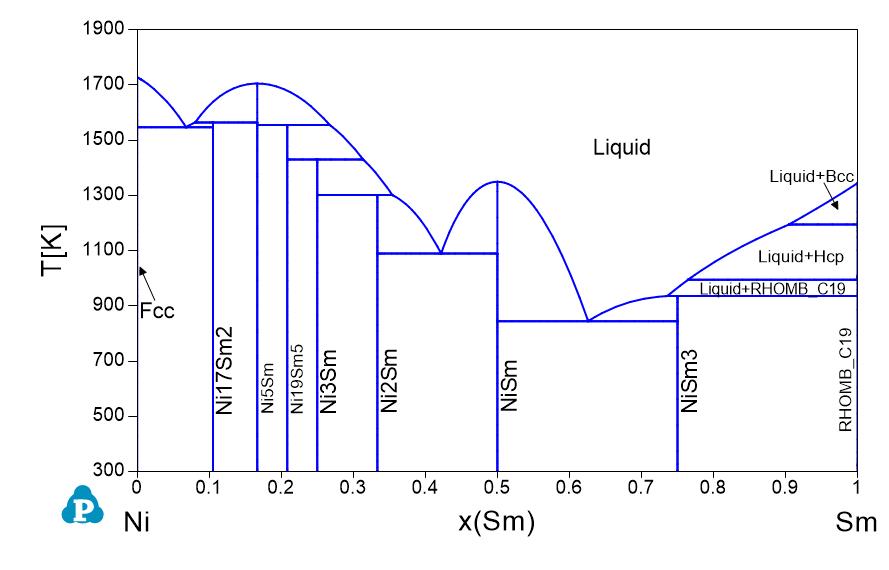 1900
1700
1500
1300
1100
900
700
500
300
T[K]
Liquid
Liquid+Bcc
Liquid+Hcp
Liquid+RHOMB_C19
Fcc
Ni17Sm2
Ni5Sm
Ni19Sm5
Ni3Sm
Ni2Sm
NiSm
NiSm3
RHOMB_C19
0 0.1 0.2 0.3 0.4 0.5 0.6 0.7 0.8 0.9 1
P
Ni x(Sm) Sm